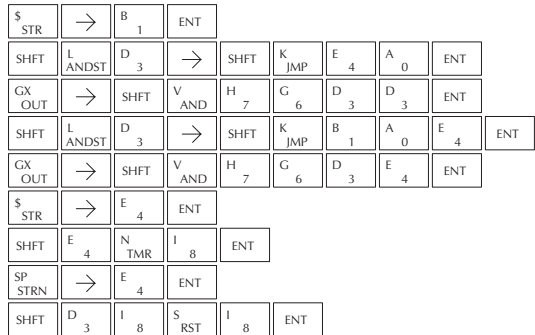 $ STR → B 1 ENT
SHFT L ANDST D 3 → SHFT K JMP E 4 A 0 ENT
GX OUT → SHFT V AND H 7 G 6 D 3 D 3 ENT
SHFT L ANDST D 3 → SHFT K JMP B 1 A 0 E 4 ENT
GX OUT → SHFT V AND H 7 G 6 D 3 E 4 ENT
$ STR → E 4 ENT
SHFT E 4 N TMR I 8 ENT
SP STRN → E 4 ENT
SHFT D 3 I 8 S RST I 8 ENT